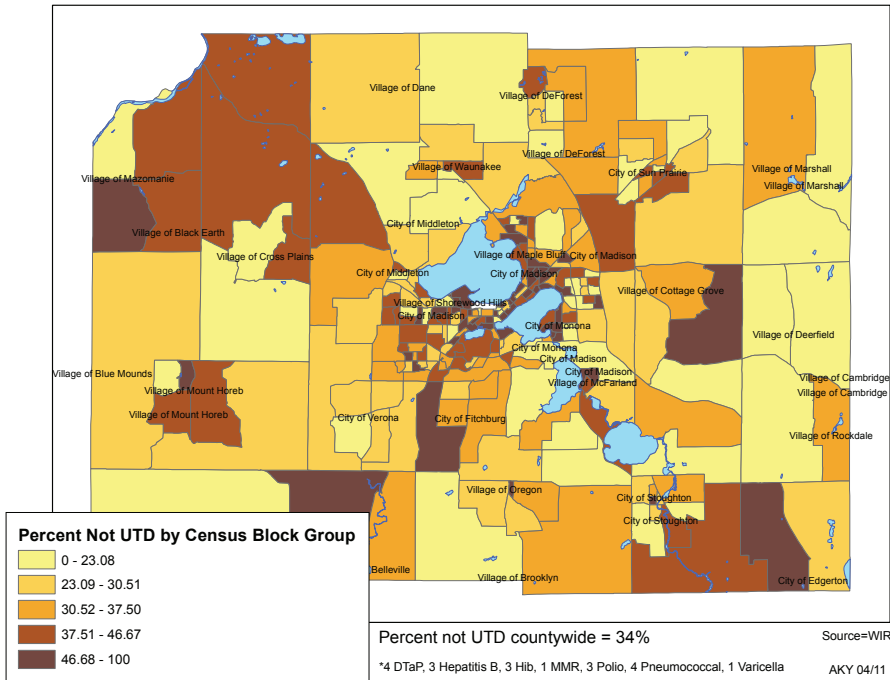 Village of Dane
Village of DeForest
Village of DeForest
Village of Waunakee
City of Sun Prairie
Village of Marshall
Village of Marshall
Village of Mazomanie
City of Middleton
Village of Black Earth
Village of Cross Plains
Village of Maple Bluff
City of Madison
City of Middleton
City of Madison
Village of Cottage Grove
Village of Shorewood Hills
City of Madison
City of Monona
Village of Deerfield
City of Monona
City of Madison
Village of Blue Mounds
City of Madison
Village of Cambridge
Village of Mount Horeb
Village of McFarland
Village of Cambridge
Village of Mount Horeb
City of Verona
City of Fitchburg
Village of Rockdale
Village of Oregon
City of Stoughton
City of Stoughton
Belleville
Village of Brooklyn
City of Edgerton
Percent Not UTD by Census Block Group
0 - 23.08
23.09 - 30.51
30.52 - 37.50
37.51 - 46.67
46.68 - 100
Percent not UTD countywide = 34%
Source=WIR
*4 DTaP, 3 Hepatitis B, 3 Hib, 1 MMR, 3 Polio, 4 Pneumococcal, 1 Varicella
AKY 04/11